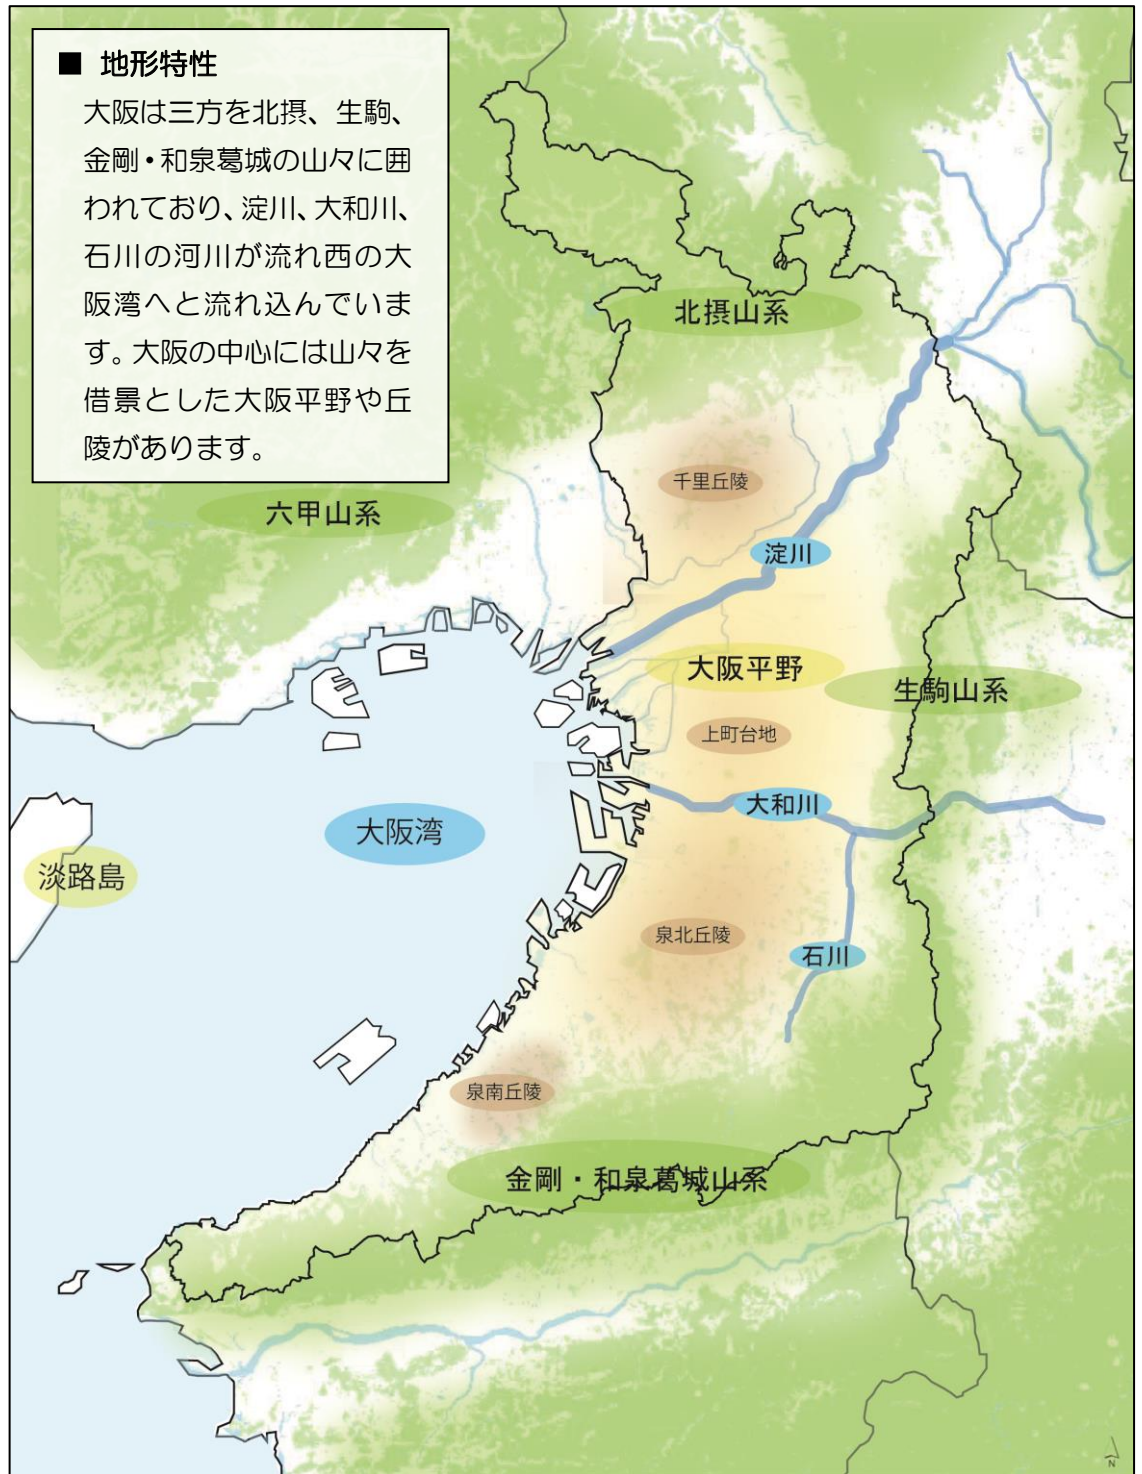 ■ 地形特性
大阪は三方を北摂、生駒、
金剛・和泉葛城の山々に囲
われており、淀川、大和川、
石川の河川が流れ西の大
阪湾へと流れ込んでいま
す。大阪の中心には山々を
借景とした大阪平野や丘
陵があります。
北摂山系
千里丘陵
六甲山系
淀川
大阪平野
生駒山系
上町台地
大和川
大阪湾
淡路島
泉北丘陵
石川
泉南丘陵
金剛・和泉葛城山系
N